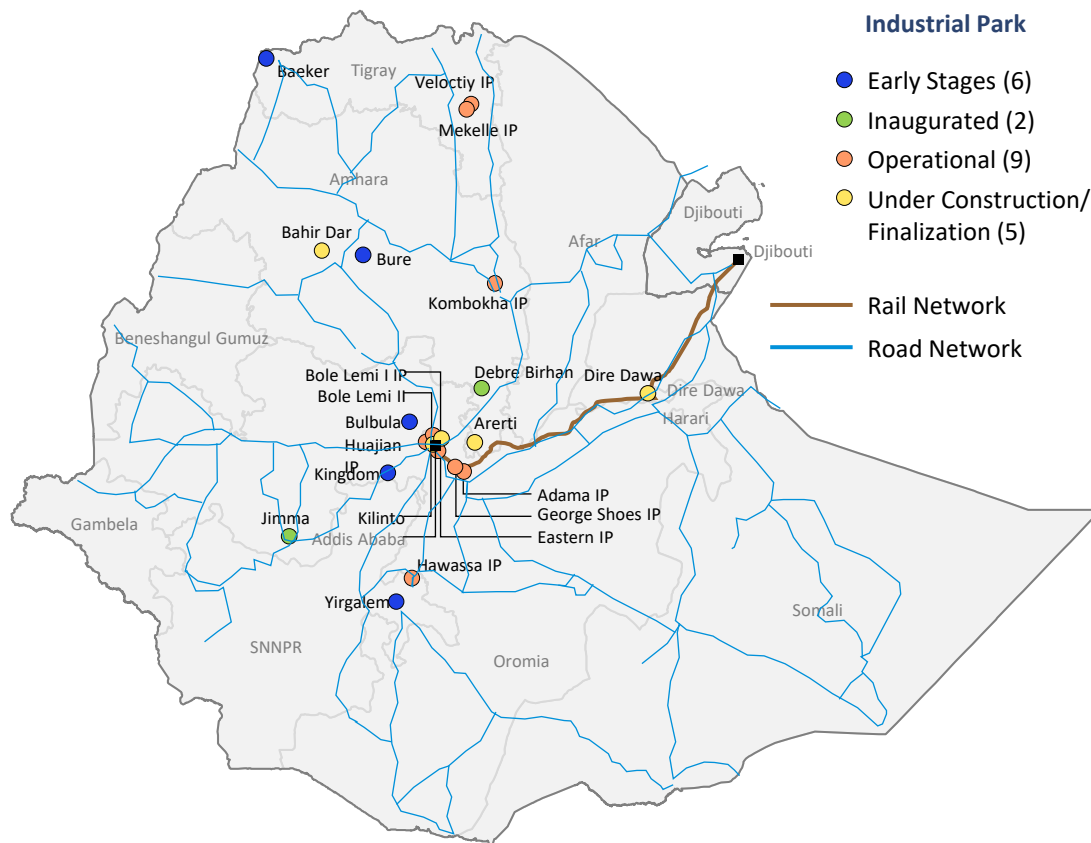 Industrial Park
Early Stages (6)
Inaugurated (2)
Operational (9)
Under Construction/
Finalization (5)
Rail Network
Road Network
Baeker
Tigray
Veloctiy IP
Mekelle IP
Amhara
Bahir Dar
Bure
Afar
Djibouti
Djibouti
Kombokha IP
Beneshangul Gumuz
Bole Lemi I IP
Bole Lemi II
Debre Birhan
Dire Dawa
Dire Dawa
Harari
Bulbula
Arerti
Huajian
IP
Kingdom
Adama IP
George Shoes IP
Eastern IP
Kilinto
Addis Ababa
Gambela
Jimma
Hawassa IP
Yirgalem
Somali
SNNPR
Oromia